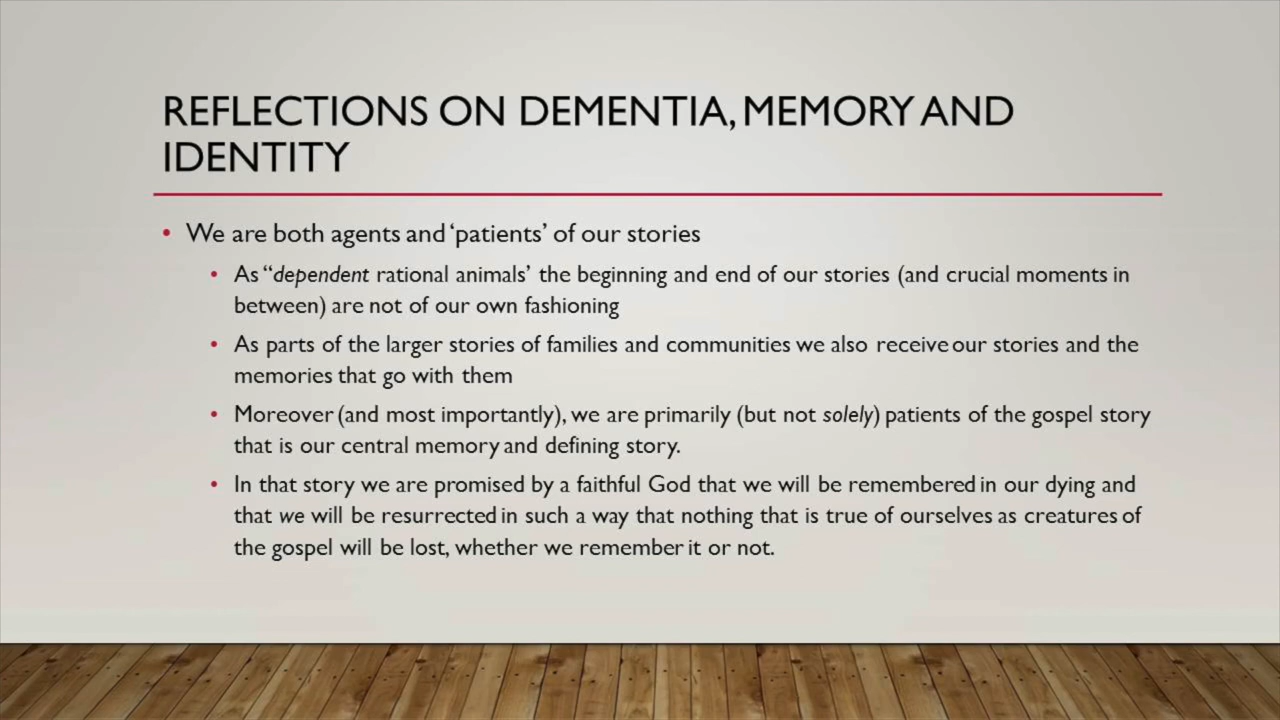 REFLECTIONS ON DEMENTIA, MEMORY AND
IDENTITY
• We are both agents and ‘patients’ of our stories
• As “dependent rational animals’ the beginning and end of our stories (and crucial moments in
between) are not of our own fashioning
• As parts of the larger stories of families and communities we also receive our stories and the
memories that go with them
• Moreover (and most importantly), we are primarily (but not solely) patients of the gospel story
that is our central memory and defining story.
• In that story we are promised by a faithful God that we will be remembered in our dying and
that we will be resurrected in such a way that nothing that is true of ourselves as creatures of
the gospel will be lost, whether we remember it or not.